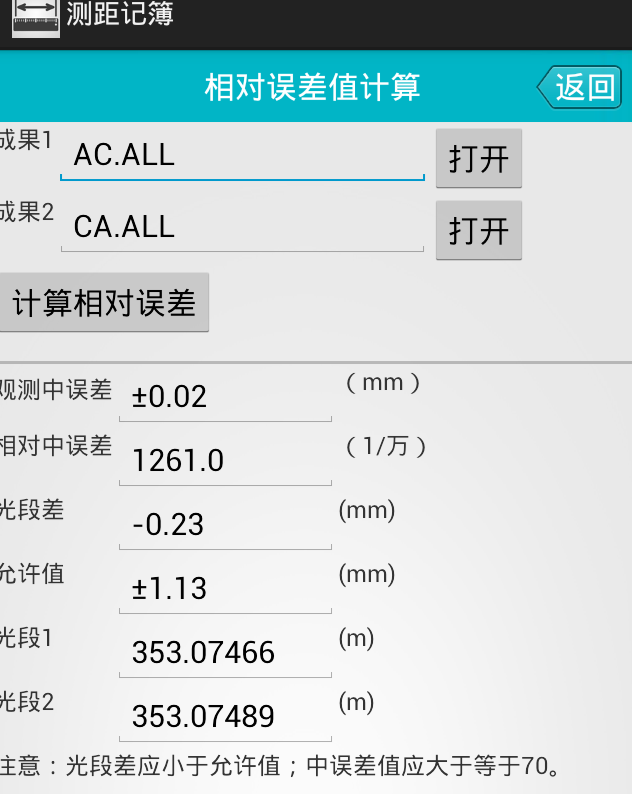 测距记簿
相对误差值计算 返回
成果1 AC.ALL 打开
成果2 CA.ALL 打开
计算相对误差
观测中误差 ±0.02 （mm）
相对中误差 1261.0 （1/万）
光段差 -0.23 (mm)
允许值 ±1.13 (mm)
光段1 353.07466 (m)
光段2 353.07489 (m)
注意：光段差应小于允许值；中误差值应大于等于70。